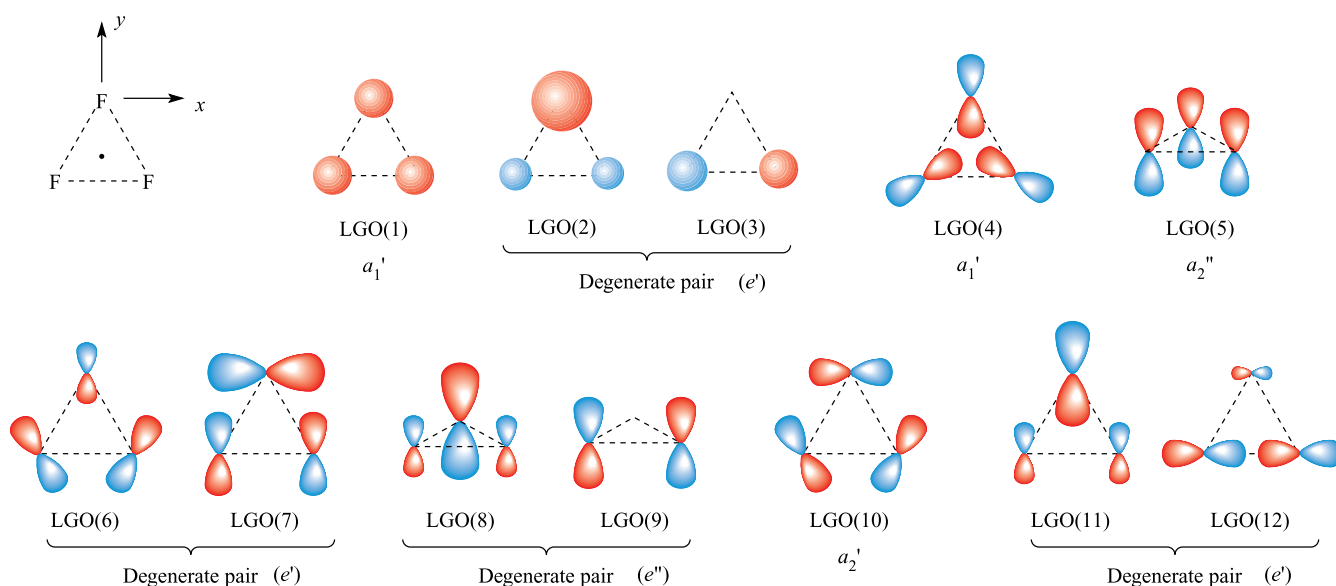 y
F
x
F
F
LGO(1)
LGO(2)
LGO(3)
LGO(4)
LGO(5)
a1'
a1'
a2"
Degenerate pair (e')
LGO(6)
LGO(7)
LGO(8)
LGO(9)
LGO(10)
LGO(11)
LGO(12)
a2'
Degenerate pair (e')
Degenerate pair (e")
Degenerate pair (e')